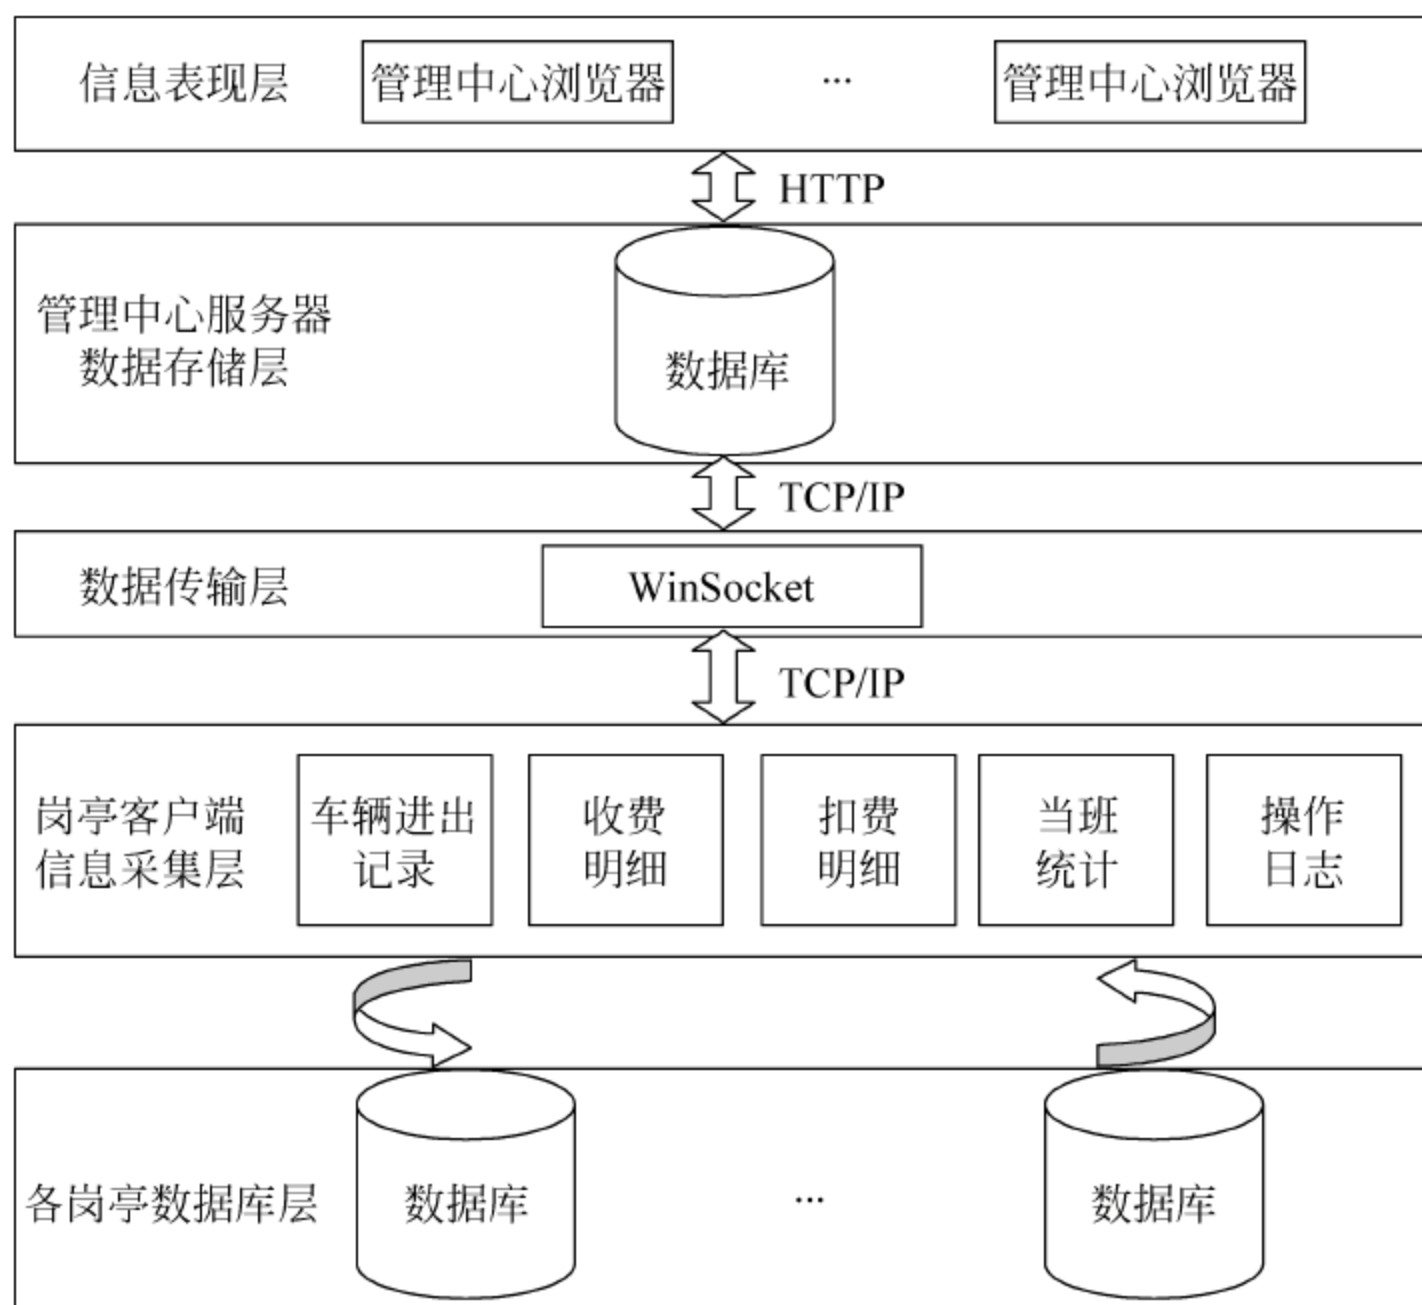 信息表现层
管理中心浏览器
...
管理中心浏览器
HTTP
管理中心服务器
数据存储层
数据库
TCP/IP
数据传输层
WinSocket
TCP/IP
岗亭客户端
信息采集层
车辆进出
记录
收费
明细
扣费
明细
当班
统计
操作
日志
各岗亭数据库层
数据库
...
数据库